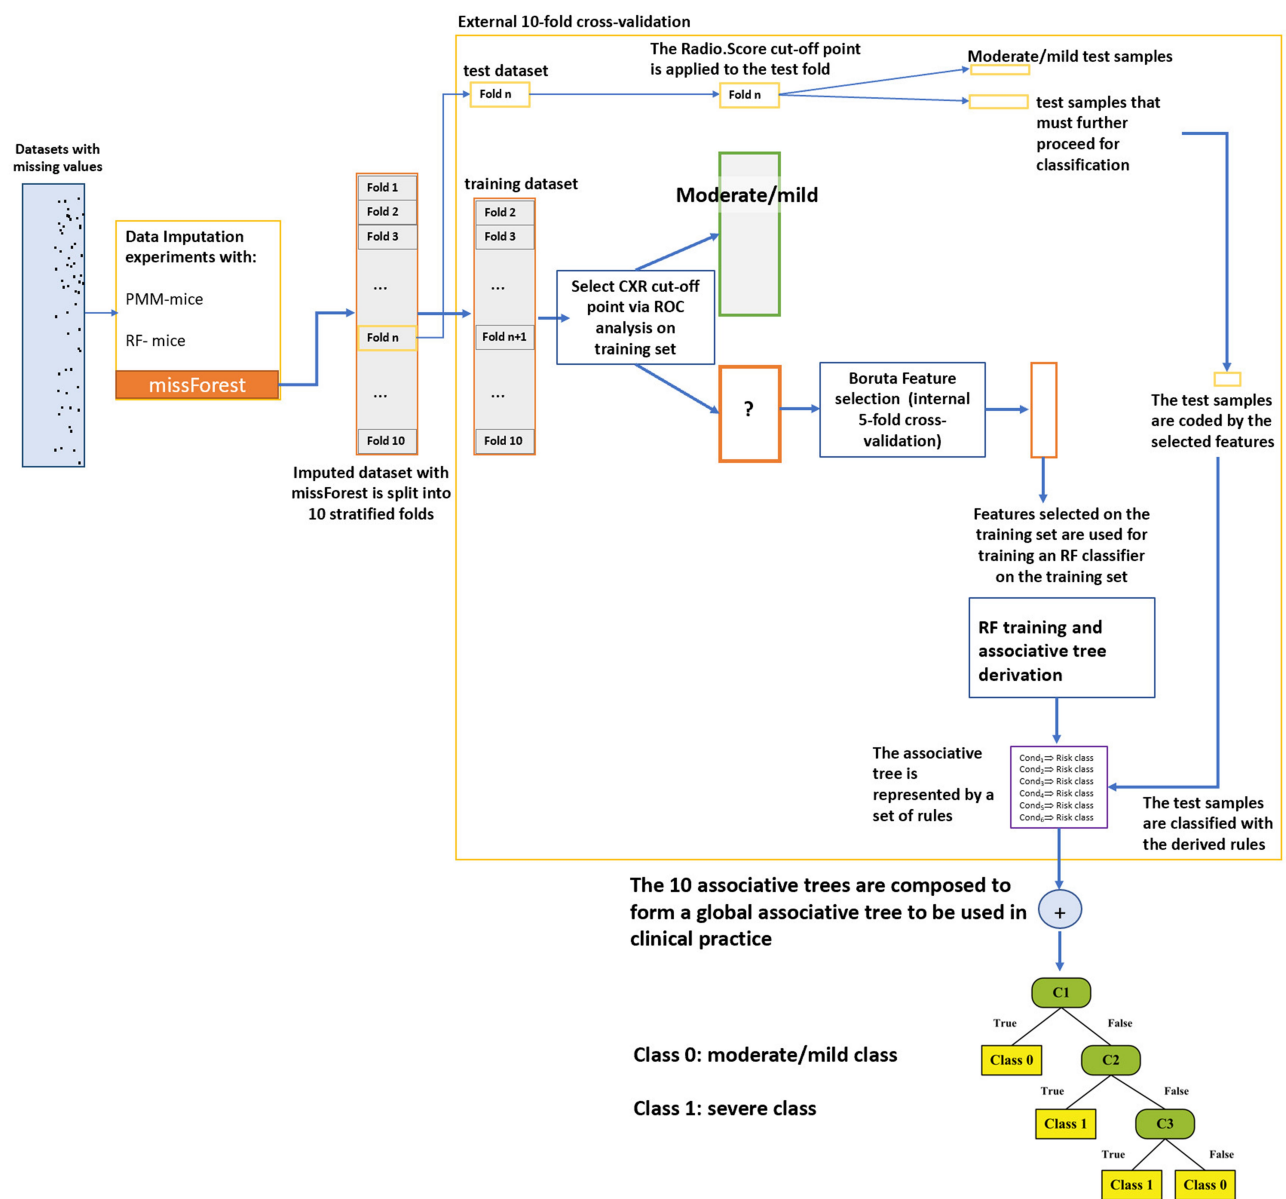 External 10-fold cross-validation
test dataset
Fold n
The Radio.Score cut-off point
is applied to the test fold
Fold n
Moderate/mild test samples
test samples that
must further
proceed for
classification
Datasets with
missing values
Data Imputation
experiments with:
PMM-mice
RF- mice
missForest
Fold 1
Fold 2
Fold 3
...
Fold n
...
Fold 10
Imputed dataset with
missForest is split into
10 stratified folds
training dataset
Fold 2
Fold 3
...
Fold n+1
...
Fold 10
Select CXR cut-off
point via ROC
analysis on
training set
Moderate/mild
?
Boruta Feature
selection (internal
5-fold cross-
validation)
The test samples
are coded by the
selected features
Features selected on the
training set are used for
training an RF classifier
on the training set
RF training and
associative tree
derivation
The associative
tree is
represented by a
set of rules
Cond₁⇒ Risk class
Cond₂⇒ Risk class
Cond₃⇒ Risk class
Cond₄⇒ Risk class
Cond₅⇒ Risk class
Cond₆⇒ Risk class
The test samples
are classified with
the derived rules
The 10 associative trees are composed to
form a global associative tree to be used in
clinical practice
+
C1
True
False
Class 0
C2
True
False
Class 1
C3
True
False
Class 1
Class 0
Class 0: moderate/mild class
Class 1: severe class